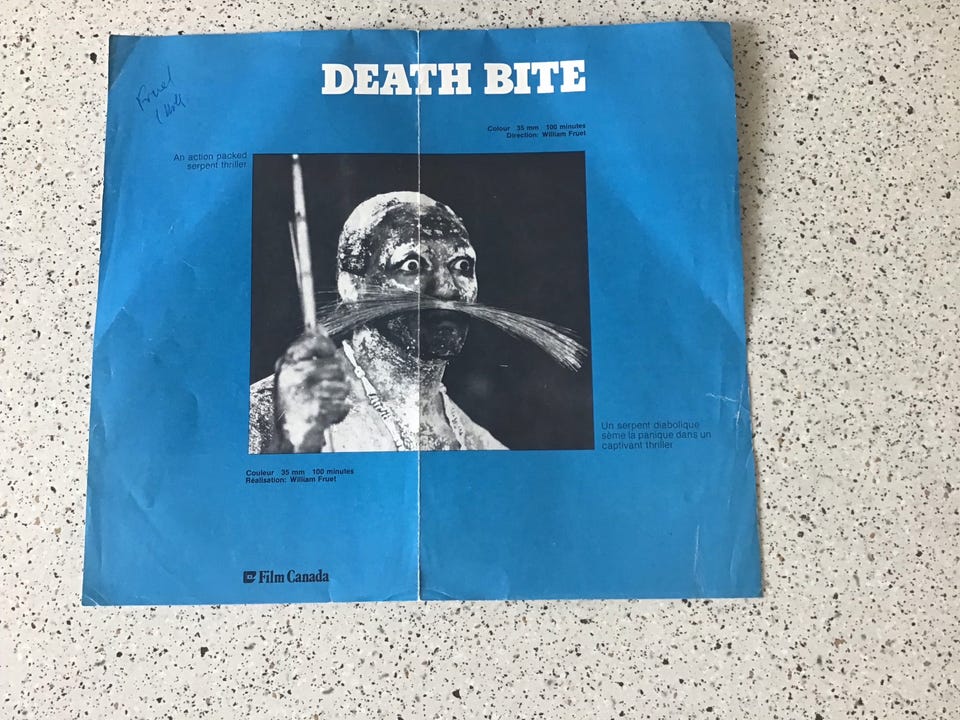 DEATH BITE
Colour 35 mm 100 minutes
Direction: William Fruet
An action packed
serpent thriller
Un serpent diabolique
sème la panique dans un
captivant thriller
Couleur 35 mm 100 minutes
Réalisation: William Fruet
Film Canada